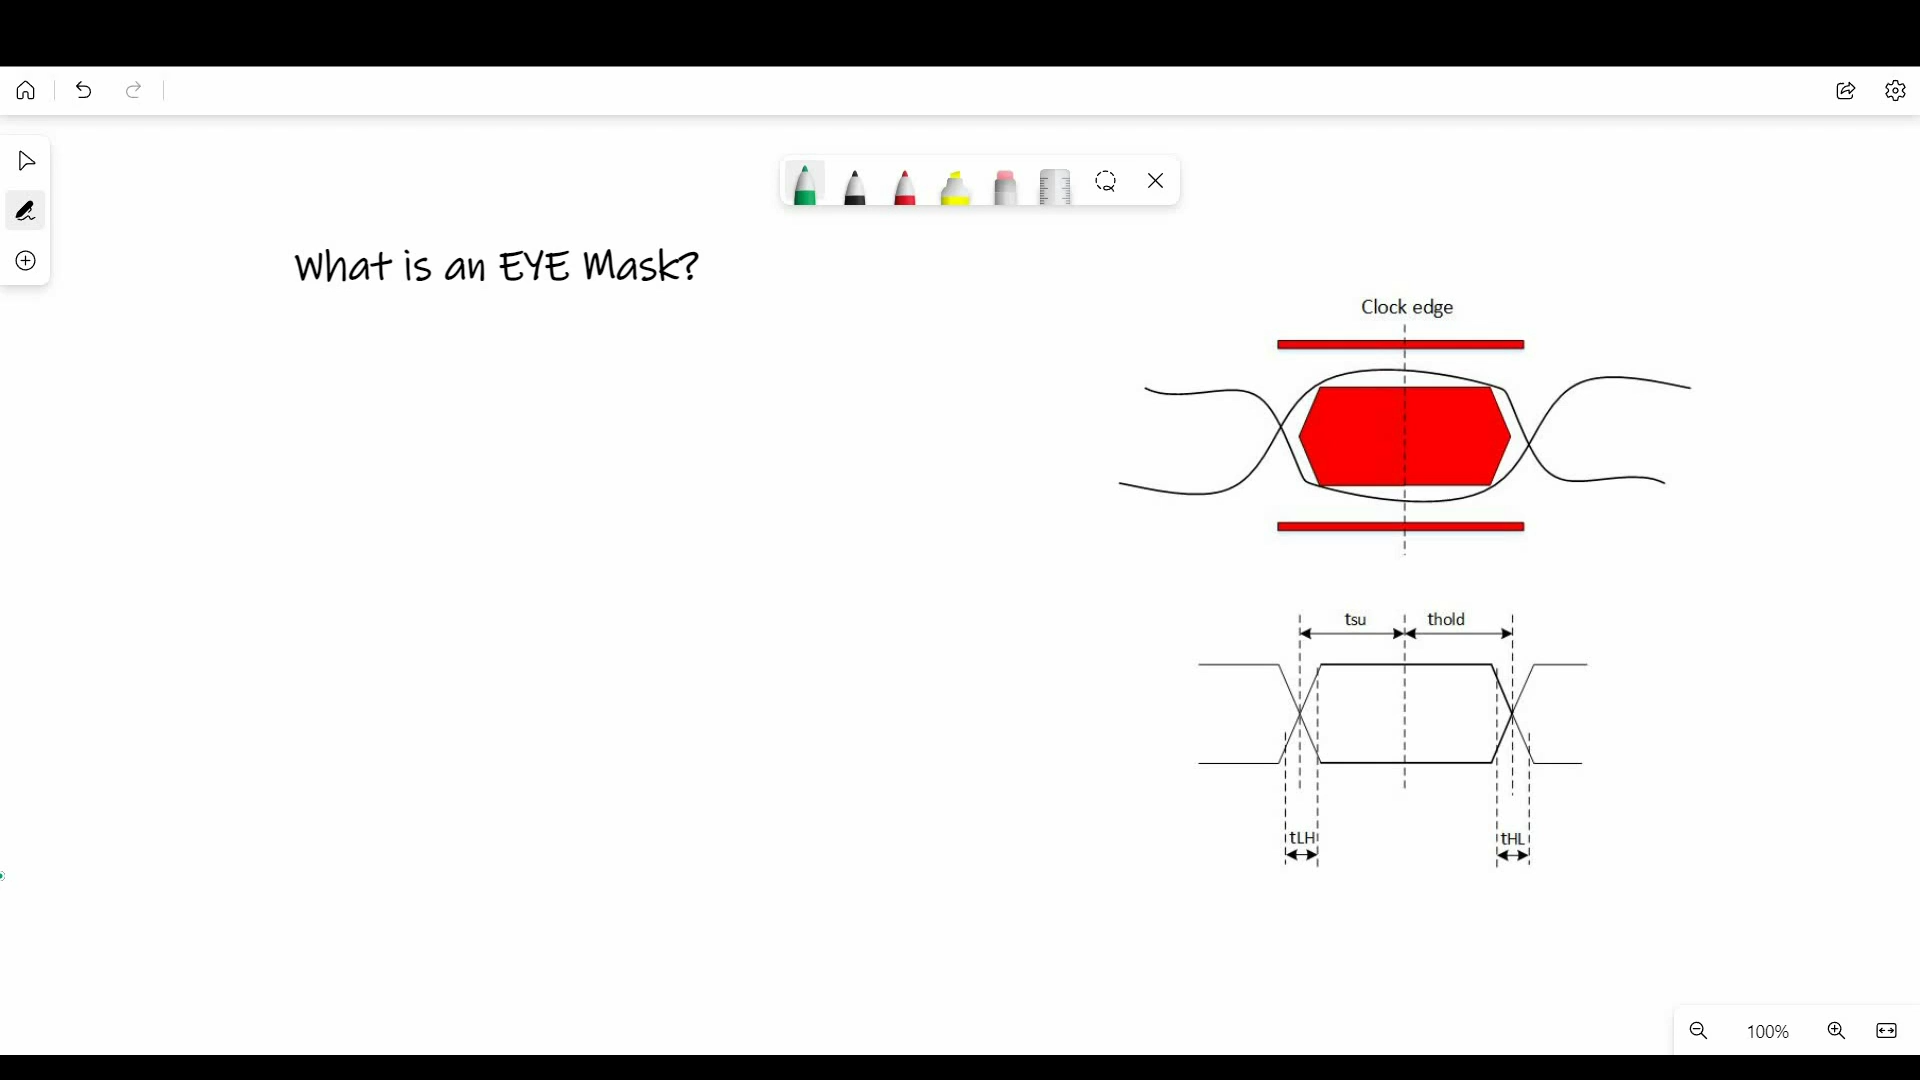 What is an EYE Mask?
Clock edge
tsu thold
tLH tHL
100%